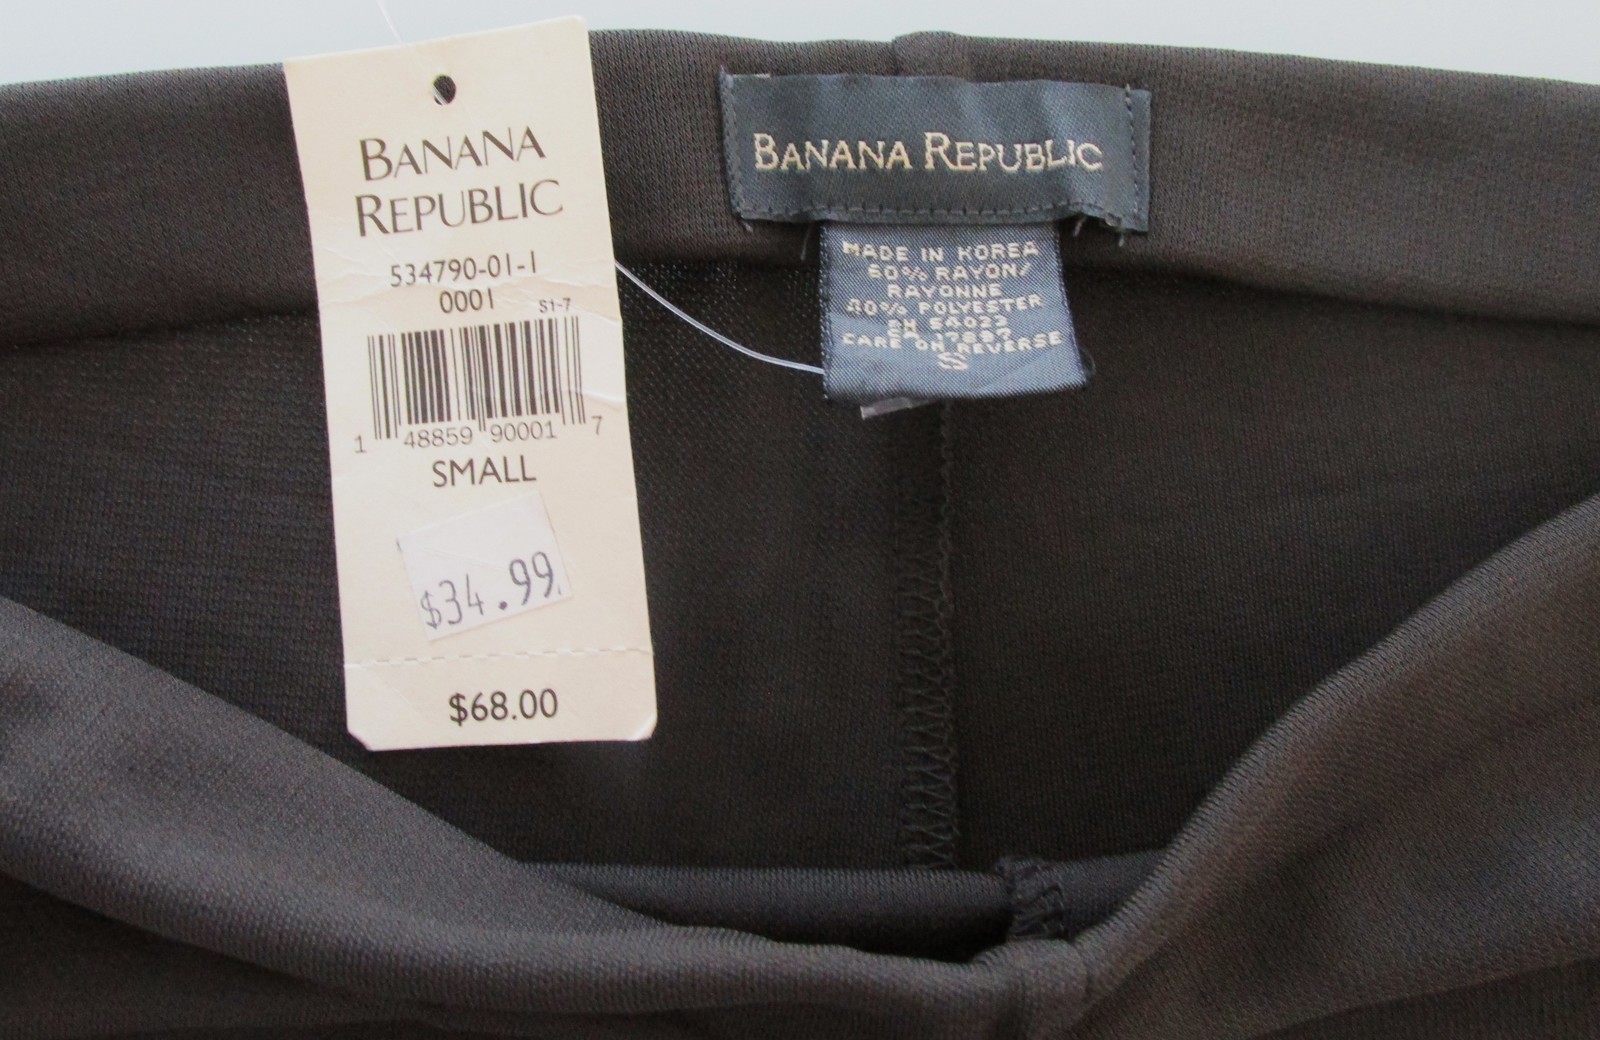 BANANA
REPUBLIC
534790-01-1
0001 S1-7
1 48859 90001 7
SMALL
$34.99
$68.00
BANANA REPUBLIC
MADE IN KOREA
60% RAYON/
RAYONNE
POLYESTER
CARE ON REVERSE
S